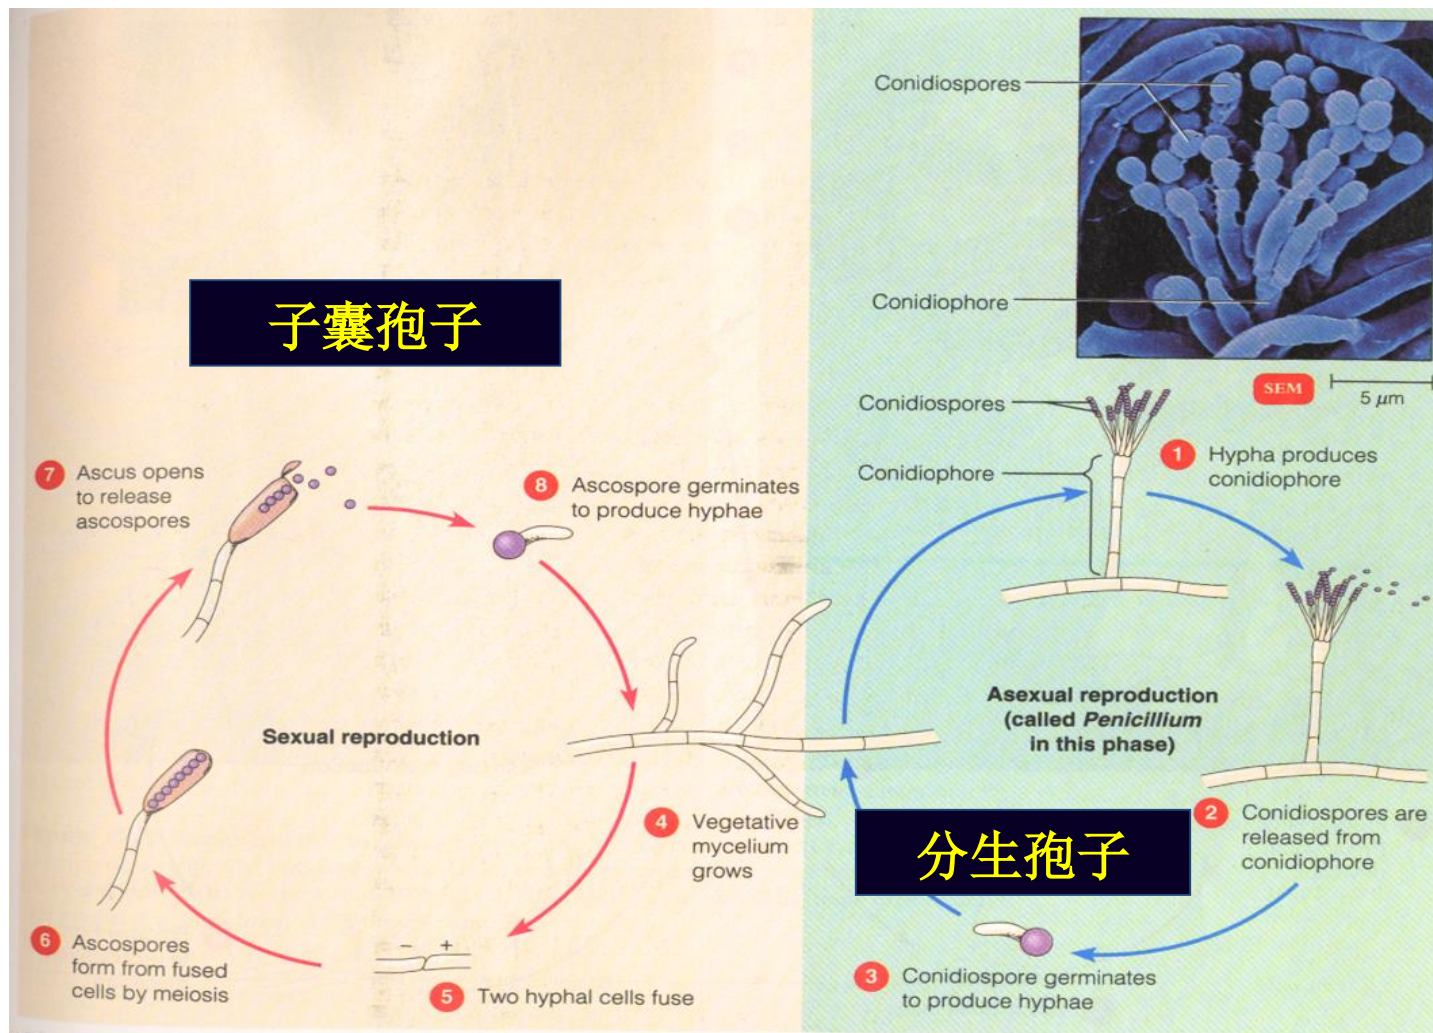 Conidiospores
Conidiophore
SEM
5 μm
子囊孢子
Conidiospores
Conidiophore
1 Hypha produces
conidiophore
7 Ascus opens
to release
ascospores
8 Ascospore germinates
to produce hyphae
Sexual reproduction
Asexual reproduction
(called Penicillium
in this phase)
4 Vegetative
mycelium
grows
分生孢子
2 Conidiospores are
released from
conidiophore
6 Ascospores
form from fused
cells by meiosis
− +
5 Two hyphal cells fuse
3 Conidiospore germinates
to produce hyphae